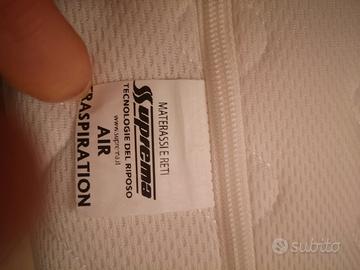 MATERASSI E RETI
Suprema
TECNOLOGIE DEL RIPOSO
www.suprema.it
AIR
TRASPIRATION
subito